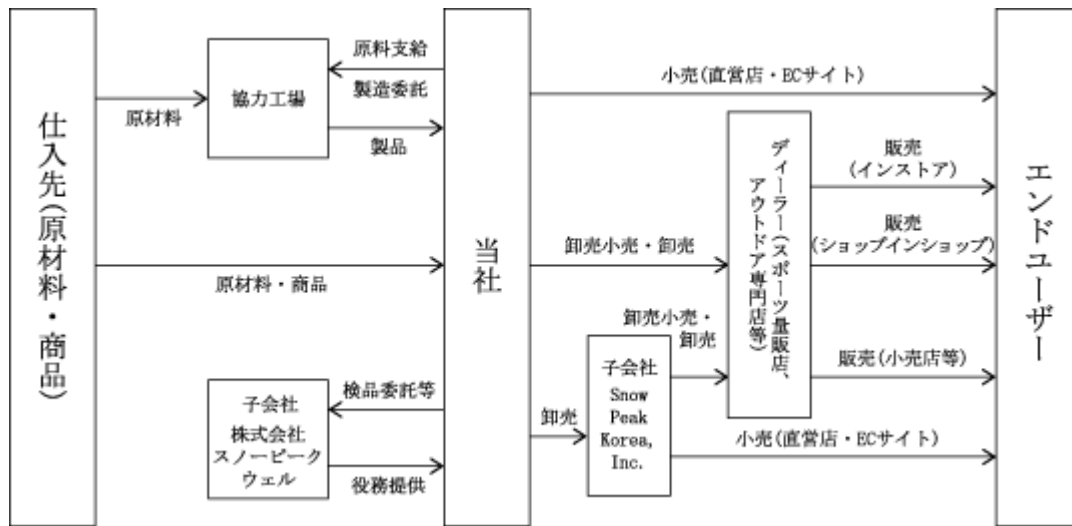 仕入先(原材料・商品)
原材料
協力工場
原料支給
製造委託
製品
原材料・商品
子会社
株式会社
スノーピーク
ウェル
検品委託等
役務提供
当社
小売(直営店・ECサイト)
卸売小売・卸売
卸売
子会社
Snow
Peak
Korea,
Inc.
卸売小売・
卸売
ディーラー(スポーツ量販店、
アウトドア専門店等)
販売
(インストア)
販売
(ショップインショップ)
販売(小売店等)
小売(直営店・ECサイト)
エンドユーザー